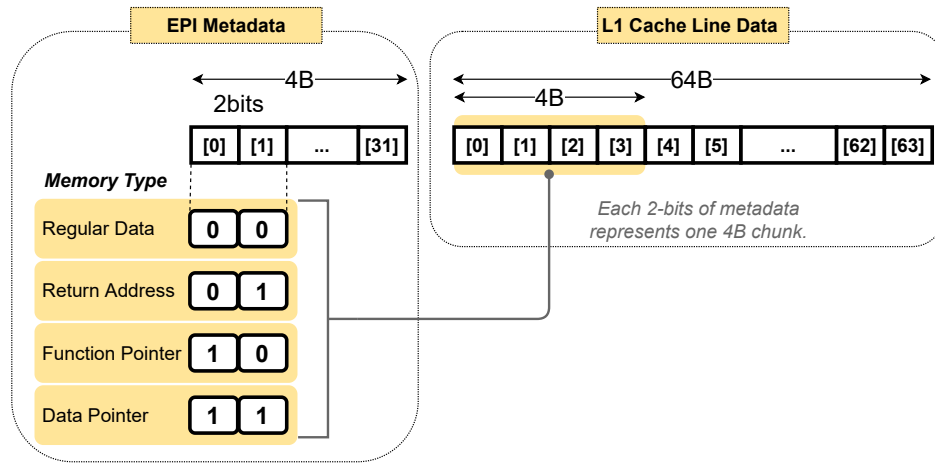 EPI Metadata
4B
2bits
[0] [1] ... [31]
Memory Type
Regular Data 0 0
Return Address 0 1
Function Pointer 1 0
Data Pointer 1 1
L1 Cache Line Data
64B
4B
[0] [1] [2] [3] [4] [5] ... [62] [63]
Each 2-bits of metadata
represents one 4B chunk.